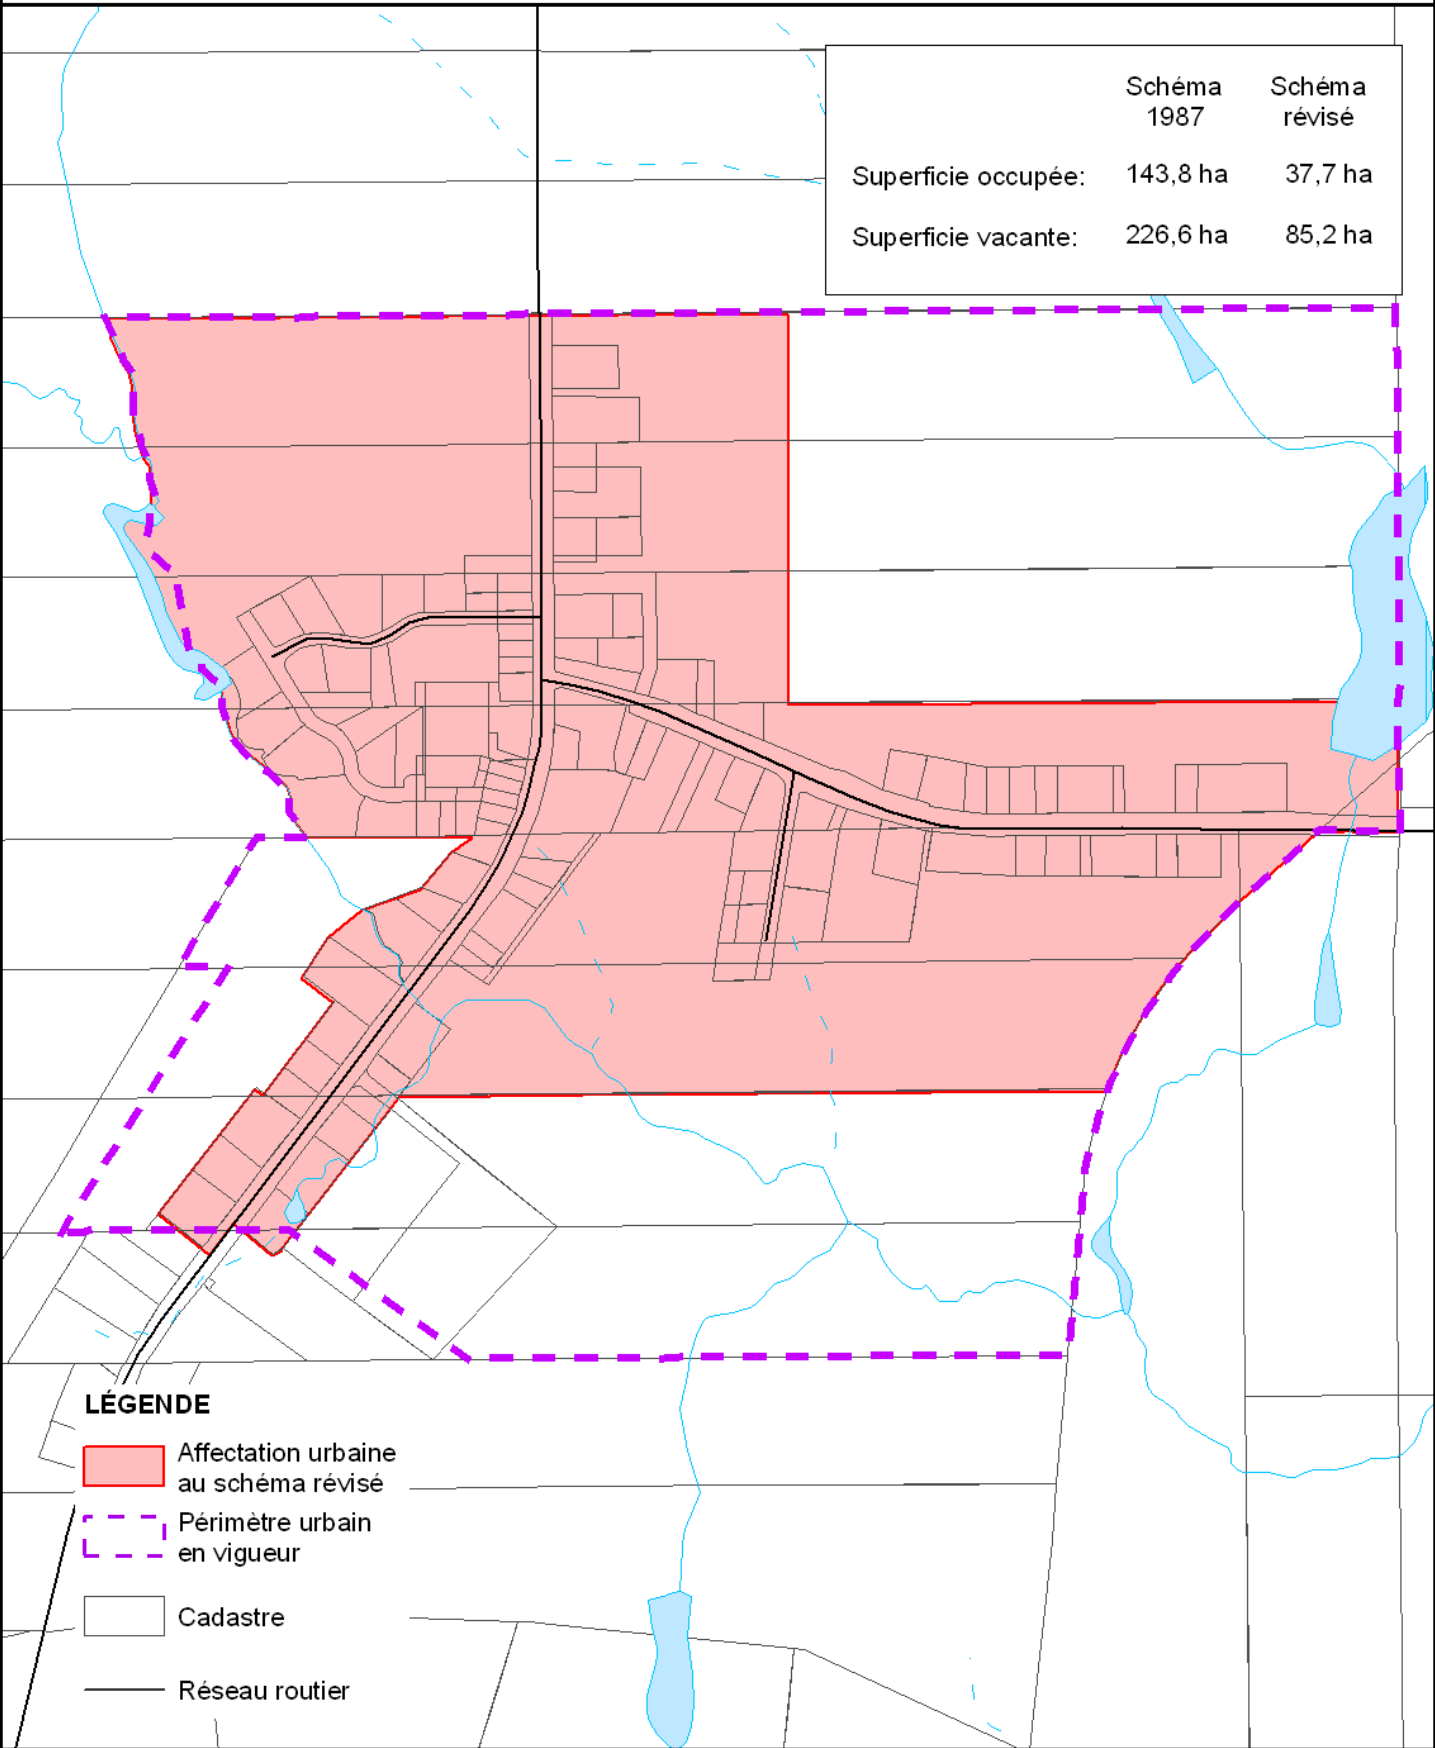 Schéma Schéma
1987 révisé
Superficie occupée: 143,8 ha 37,7 ha
Superficie vacante: 226,6 ha 85,2 ha
LÉGENDE
Affectation urbaine
au schéma révisé
Périmètre urbain
en vigueur
Cadastre
Réseau routier